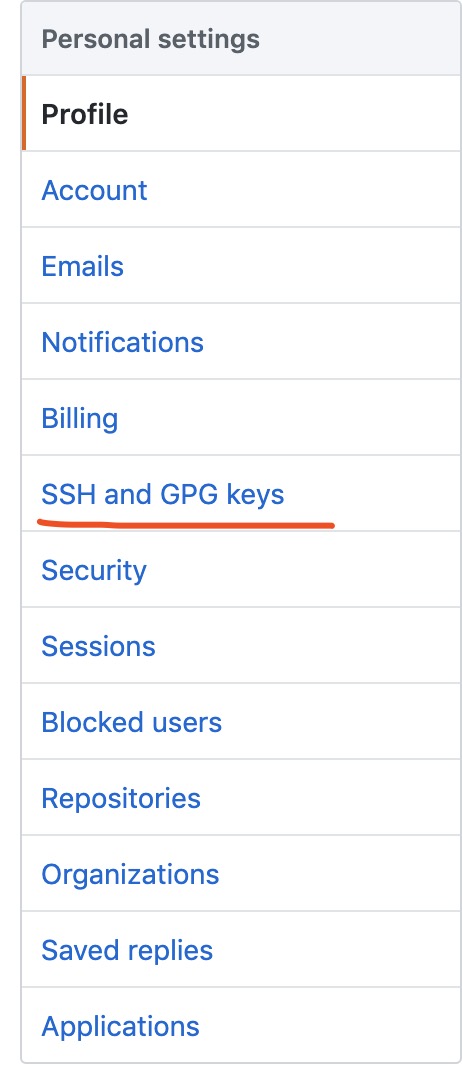 Personal settings
Profile
Account
Emails
Notifications
Billing
SSH and GPG keys
Security
Sessions
Blocked users
Repositories
Organizations
Saved replies
Applications